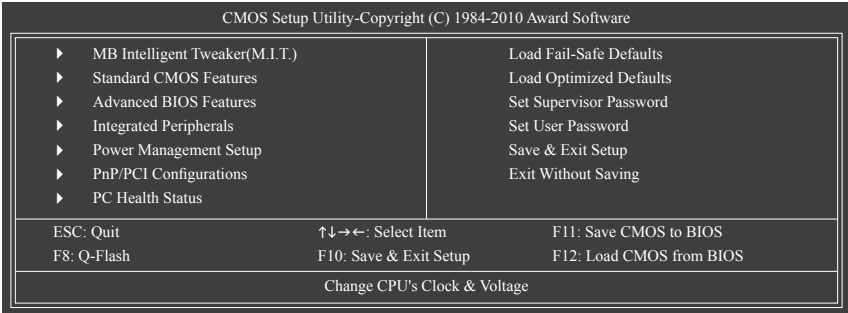 CMOS Setup Utility-Copyright (C) 1984-2010 Award Software
MB Intelligent Tweaker(M.I.T.)
Standard CMOS Features
Advanced BIOS Features
Integrated Peripherals
Power Management Setup
PnP/PCI Configurations
PC Health Status
Load Fail-Safe Defaults
Load Optimized Defaults
Set Supervisor Password
Set User Password
Save & Exit Setup
Exit Without Saving
ESC: Quit ↑↓→←: Select Item F11: Save CMOS to BIOS
F8: Q-Flash F10: Save & Exit Setup F12: Load CMOS from BIOS
Change CPU's Clock & Voltage